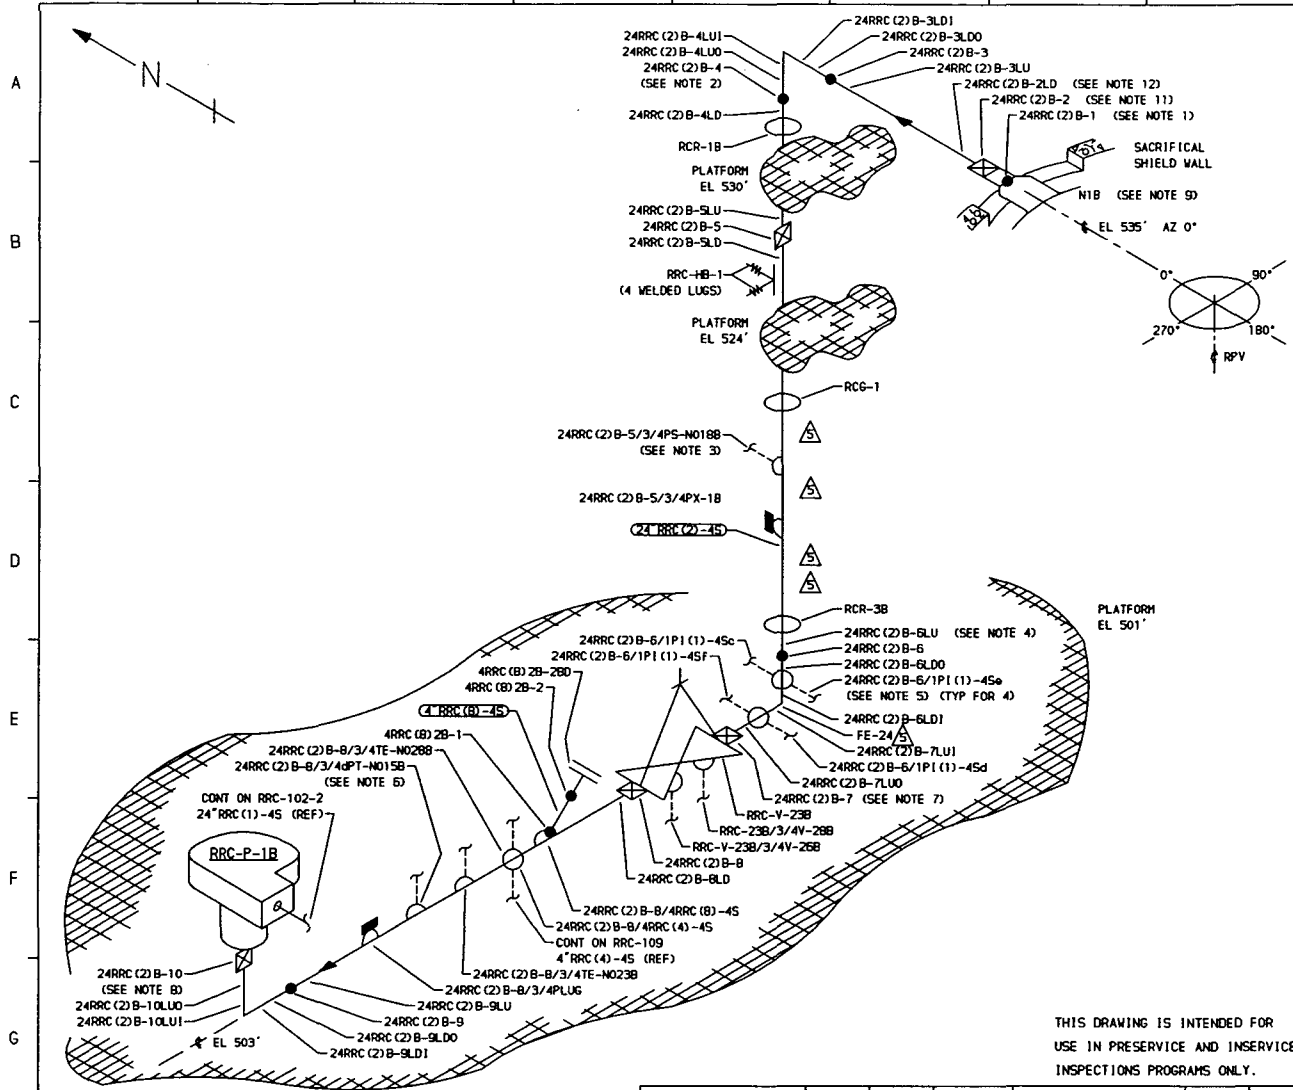 A
B
C
D
E
F
G
N
24RRC(2)B-3LDI
24RRC(2)B-3LDO
24RRC(2)B-3
24RRC(2)B-3LU
24RRC(2)B-2LD (SEE NOTE 12)
24RRC(2)B-2 (SEE NOTE 11)
24RRC(2)B-1 (SEE NOTE 1)
24RRC(2)B-4LUI
24RRC(2)B-4LUO
24RRC(2)B-4
(SEE NOTE 2)
24RRC(2)B-4LD
RCR-1B
SACRIFICAL
SHIELD WALL
N1B (SEE NOTE 9)
EL 535' AZ 0°
PLATFORM
EL 530'
24RRC(2)B-5LU
24RRC(2)B-5
24RRC(2)B-5LD
RRC-HB-1
(4 WELDED LUGS)
0°
90°
270°
180°
RPV
PLATFORM
EL 524'
RCG-1
24RRC(2)B-5/3/4PS-N018B
(SEE NOTE 3)
5
5
24RRC(2)B-5/3/4PX-1B
24"RRC(2)-4S
5
5
RCR-3B
PLATFORM
EL 501'
24RRC(2)B-6LU (SEE NOTE 4)
24RRC(2)B-6
24RRC(2)B-6LDO
24RRC(2)B-6/1PI(1)-4Se
(SEE NOTE 5) (TYP FOR 4)
24RRC(2)B-6LDI
FE-24
5
24RRC(2)B-7LUI
24RRC(2)B-6/1PI(1)-4Sd
24RRC(2)B-7LUO
24RRC(2)B-7 (SEE NOTE 7)
RRC-V-23B
RRC-23B/3/4V-28B
RRC-V-23B/3/4V-26B
24RRC(2)B-8
24RRC(2)B-8LD
24RRC(2)B-6/1PI(1)-4Sc
24RRC(2)B-6/1PI(1)-4Sf
4RRC(8)2B-2BD
4RRC(8)2B-2
4"RRC(8)-4S
4RRC(8)2B-1
24RRC(2)B-8/3/4TE-N028B
24RRC(2)B-8/3/4dPT-N015B
(SEE NOTE 6)
CONT ON RRC-102-2
24"RRC(1)-4S (REF)
RRC-P-1B
24RRC(2)B-8/4RRC(8)-4S
24RRC(2)B-8/4RRC(4)-4S
CONT ON RRC-109
4"RRC(4)-4S (REF)
24RRC(2)B-8/3/4TE-N023B
24RRC(2)B-8/3/4PLUG
24RRC(2)B-9LU
24RRC(2)B-9
24RRC(2)B-9LDO
24RRC(2)B-9LDI
24RRC(2)B-10
(SEE NOTE 8)
24RRC(2)B-10LUO
24RRC(2)B-10LUI
EL 503'
THIS DRAWING IS INTENDED FOR
USE IN PRESERVICE AND INSERVICE
INSPECTIONS PROGRAMS ONLY.